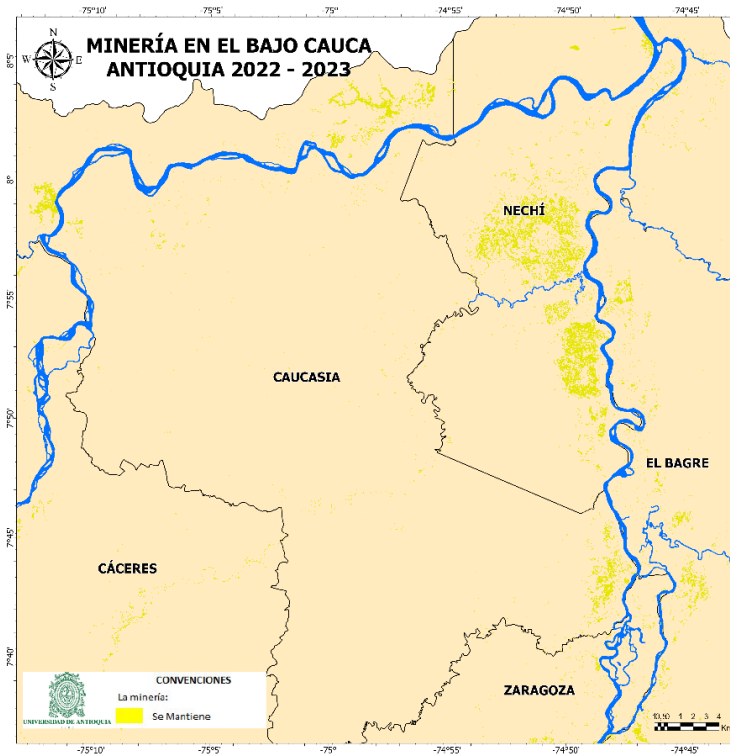 -75°10
-75°5
-75°
-74°55
-74°50
-74°45
MINERÍA EN EL BAJO CAUCA
ANTIOQUIA 2022 - 2023
N
W
E
S
8°5'
8°
7°55
7°50'
7°45'
7°40'
NECHÍ
CAUCASIA
EL BAGRE
CÁCERES
ZARAGOZA
CONVENCIONES
La minería:
Se Mantiene
UNIVERSIDAD DE ANTIOQUIA
1 2 3 4
Km
-75°10
-75°5
-75°
-74°55
-74°50
-74°45